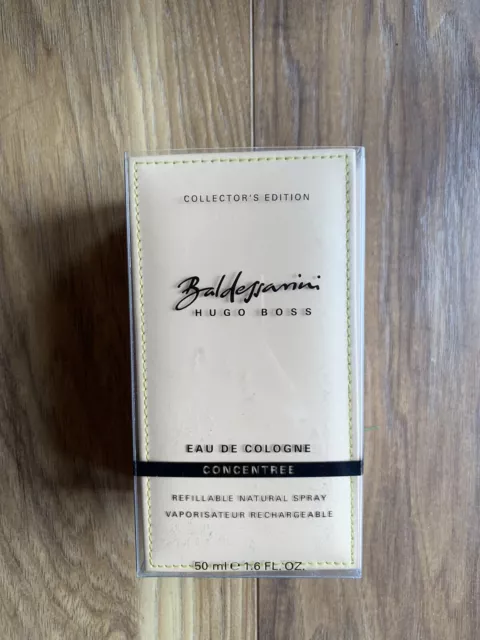 COLLECTOR'S EDITION
Baldessarini
HUGO BOSS
EAU DE COLOGNE
CONCENTREE
REFILLABLE NATURAL SPRAY
VAPORISATEUR RECHARGEABLE
50 ml e 1.6 FL. OZ.